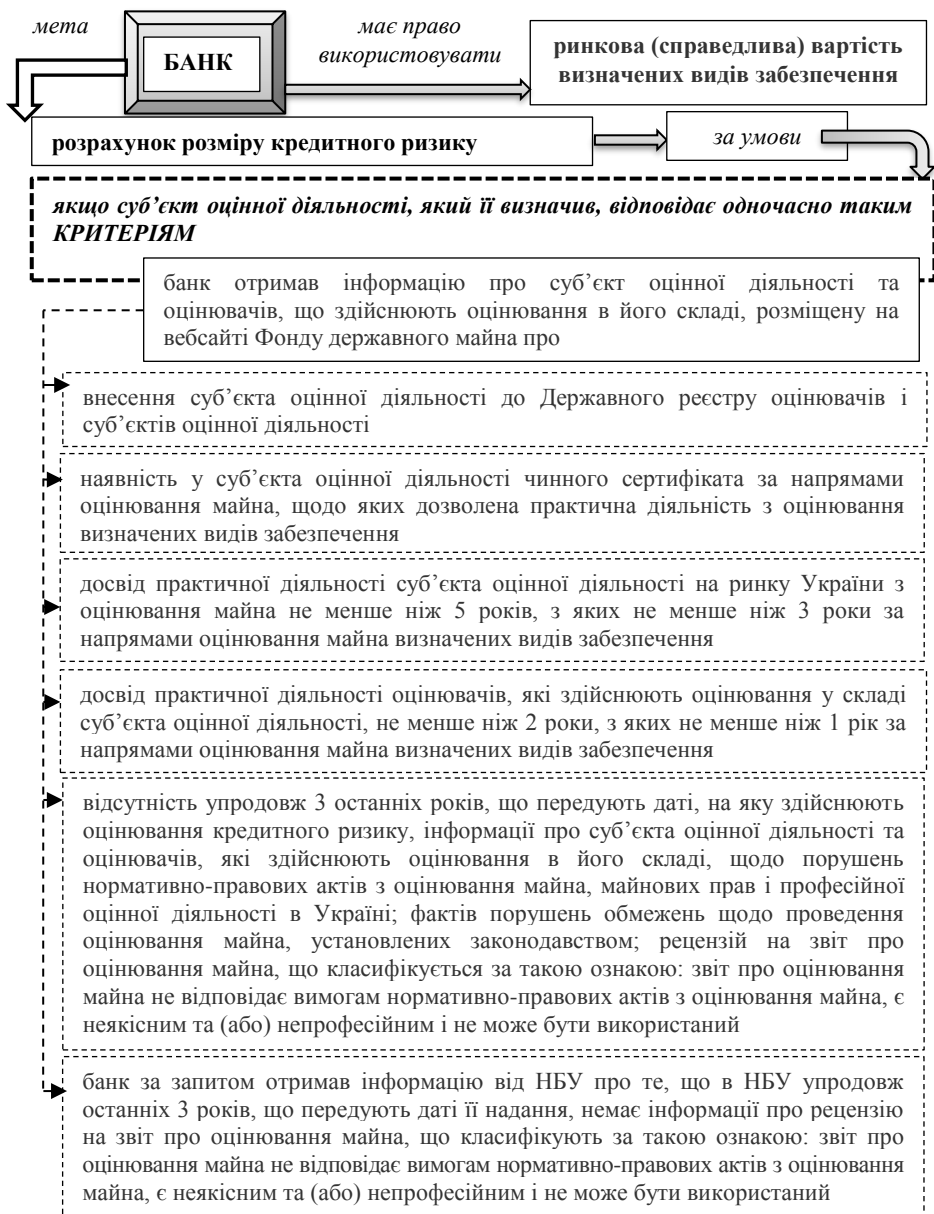 мета
БАНК
має право
використовувати
ринкова (справедлива) вартість
визначених видів забезпечення
розрахунок розміру кредитного ризику
за умови
якщо суб’єкт оцінної діяльності, який її визначив, відповідає одночасно таким
КРИТЕРІЯМ
банк отримав інформацію про суб’єкт оцінної діяльності та
оцінювачів, що здійснюють оцінювання в його складі, розміщену на
вебсайті Фонду державного майна про
внесення суб’єкта оцінної діяльності до Державного реєстру оцінювачів і
суб’єктів оцінної діяльності
наявність у суб’єкта оцінної діяльності чинного сертифіката за напрямами
оцінювання майна, щодо яких дозволена практична діяльність з оцінювання
визначених видів забезпечення
досвід практичної діяльності суб’єкта оцінної діяльності на ринку України з
оцінювання майна не менше ніж 5 років, з яких не менше ніж 3 роки за
напрямами оцінювання майна визначених видів забезпечення
досвід практичної діяльності оцінювачів, які здійснюють оцінювання у складі
суб’єкта оцінної діяльності, не менше ніж 2 роки, з яких не менше ніж 1 рік за
напрямами оцінювання майна визначених видів забезпечення
відсутність упродовж 3 останніх років, що передують даті, на яку здійснюють
оцінювання кредитного ризику, інформації про суб’єкта оцінної діяльності та
оцінювачів, які здійснюють оцінювання в його складі, щодо порушень
нормативно-правових актів з оцінювання майна, майнових прав і професійної
оцінної діяльності в Україні; фактів порушень обмежень щодо проведення
оцінювання майна, установлених законодавством; рецензій на звіт про
оцінювання майна, що класифікується за такою ознакою: звіт про оцінювання
майна не відповідає вимогам нормативно-правових актів з оцінювання майна, є
неякісним та (або) непрофесійним і не може бути використаний
банк за запитом отримав інформацію від НБУ про те, що в НБУ упродовж
останніх 3 років, що передують даті її надання, немає інформації про рецензію
на звіт про оцінювання майна, що класифікують за такою ознакою: звіт про
оцінювання майна не відповідає вимогам нормативно-правових актів з оцінювання
майна, є неякісним та (або) непрофесійним і не може бути використаний